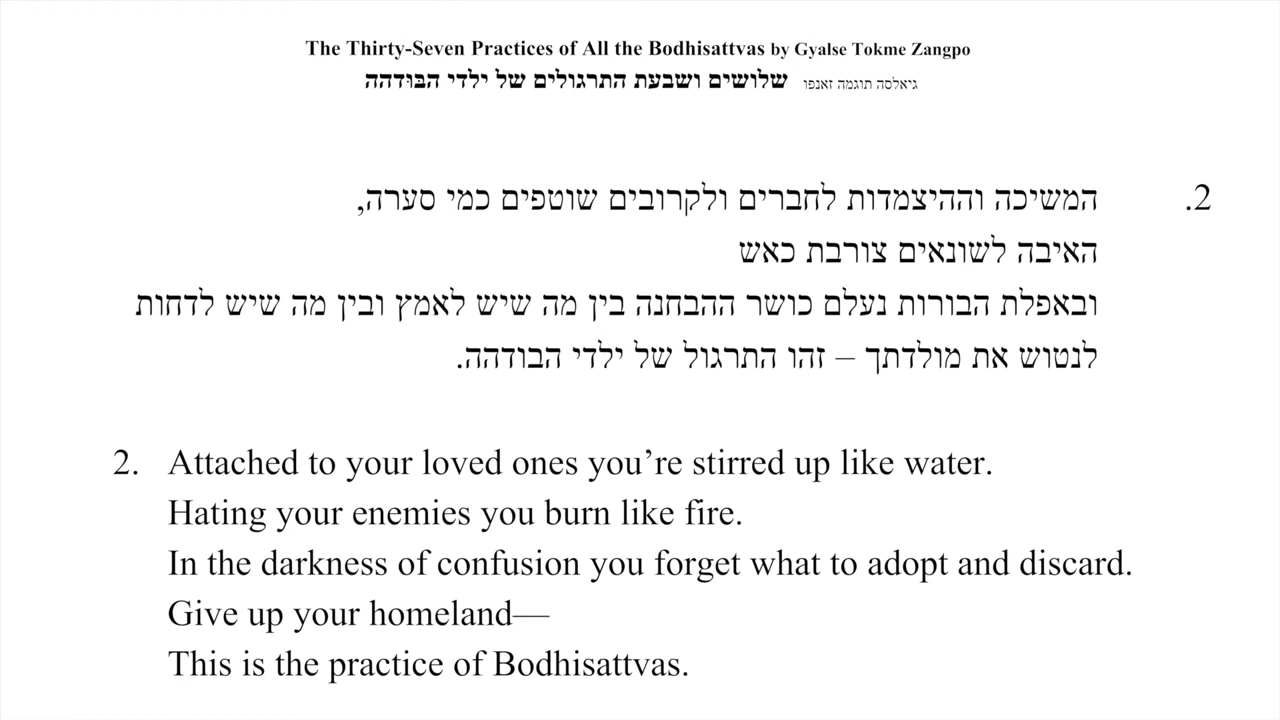 The Thirty-Seven Practices of All the Bodhisattvas by Gyalse Tokme Zangpo
שלושים ושבעת התרגולים של ילדי הבּוּדהה גיאלסה תוגמה זאנפו
2. המשיכה וההיצמדות לחברים ולקרובים שוטפים כמי סערה,
האיבה לשונאים צורבת כאש
ובאפלת הבורות נעלם כושר ההבחנה בין מה שיש לאמץ ובין מה שיש לדחות
לנטוש את מולדתך – זהו התרגול של ילדי הבודהה.
2. Attached to your loved ones you’re stirred up like water.
Hating your enemies you burn like fire.
In the darkness of confusion you forget what to adopt and discard.
Give up your homeland—
This is the practice of Bodhisattvas.